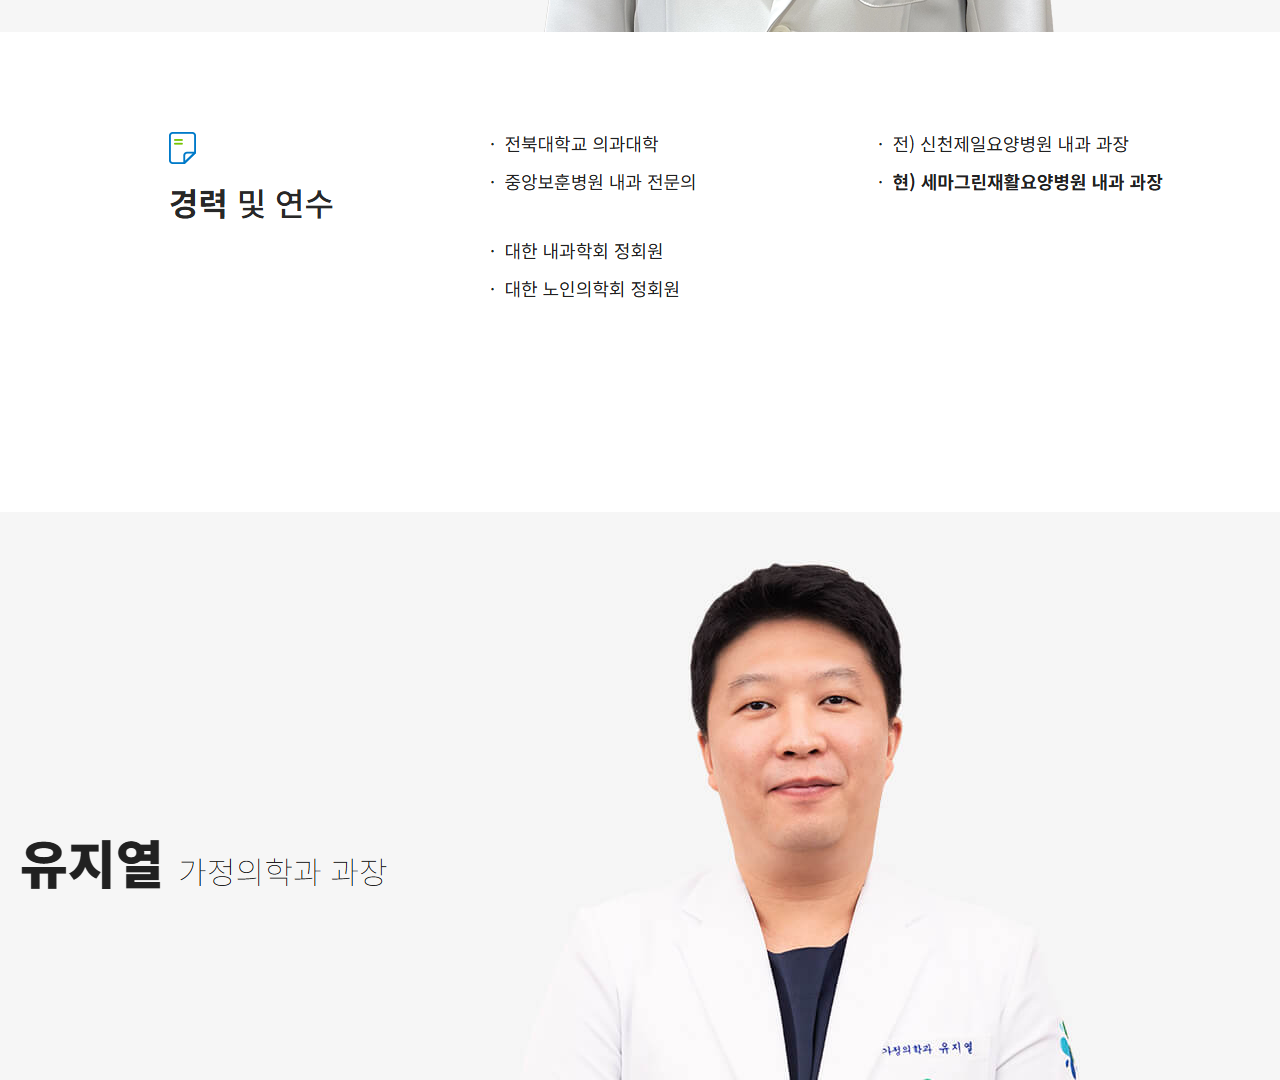 경력 및 연수
· 전북대학교 의과대학
· 중앙보훈병원 내과 전문의
· 대한 내과학회 정회원
· 대한 노인의학회 정회원
· 전) 신천제일요양병원 내과 과장
· 현) 세마그린재활요양병원 내과 과장
유지열 가정의학과 과장
가정의학과 유지열